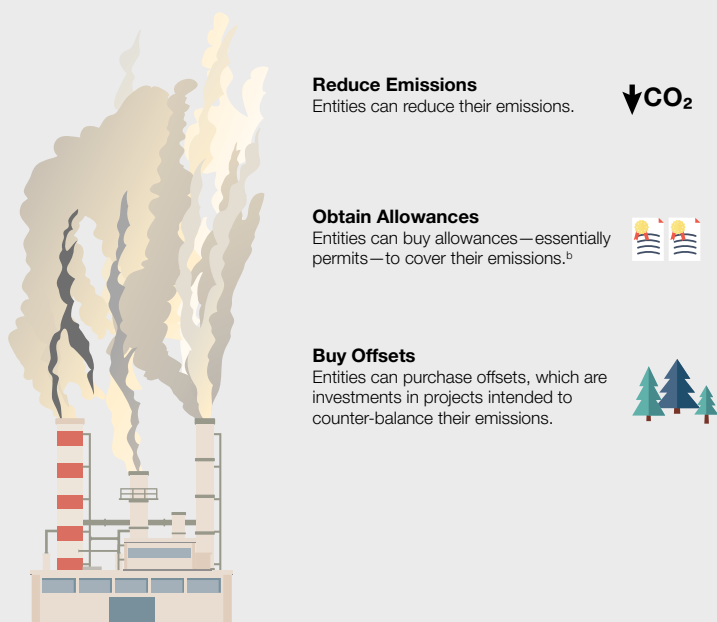 Reduce Emissions
Entities can reduce their emissions.
CO₂
Obtain Allowances
Entities can buy allowances—essentially
permits—to cover their emissions.ᵇ
Buy Offsets
Entities can purchase offsets, which are
investments in projects intended to
counter-balance their emissions.